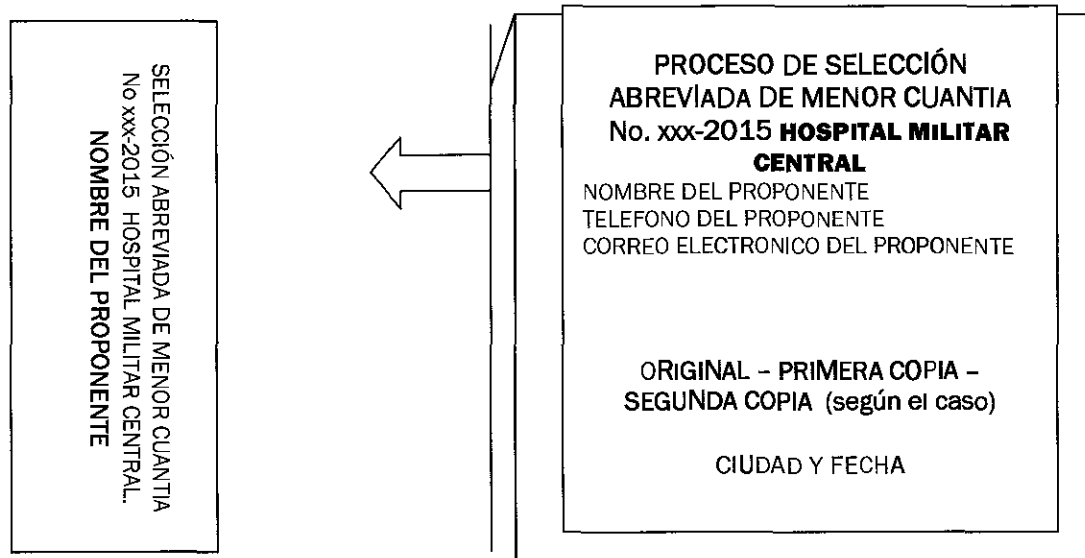 SELECCIÓN ABREVIADA DE MENOR CUANTIA
No xxx-2015 HOSPITAL MILITAR CENTRAL.
NOMBRE DEL PROPONENTE
PROCESO DE SELECCIÓN
ABREVIADA DE MENOR CUANTIA
No. xxx-2015 HOSPITAL MILITAR
CENTRAL
NOMBRE DEL PROPONENTE
TELEFONO DEL PROPONENTE
CORREO ELECTRONICO DEL PROPONENTE
ORIGINAL – PRIMERA COPIA –
SEGUNDA COPIA (según el caso)
CIUDAD Y FECHA